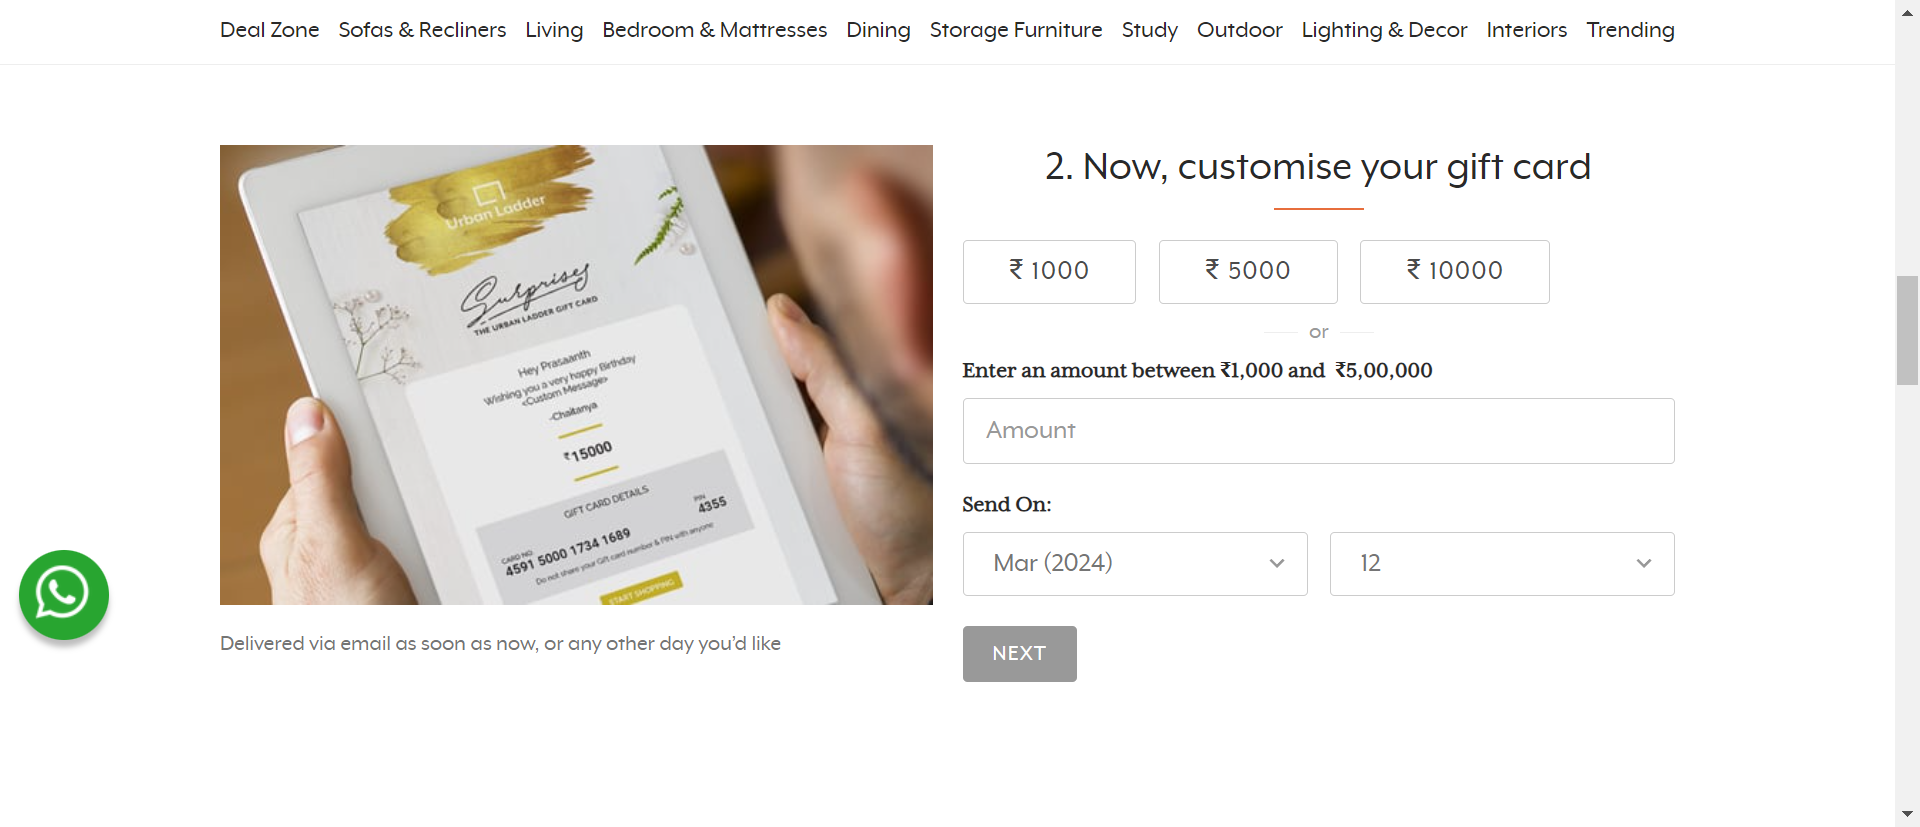 Deal Zone Sofas & Recliners Living Bedroom & Mattresses Dining Storage Furniture Study Outdoor Lighting & Decor Interiors Trending
Urban Ladder
Surprises
THE URBAN LADDER GIFT CARD
Hey Prasaanth
Wishing you a very happy Birthday
<Custom Message>
-Chaitanya
₹15000
GIFT CARD DETAILS
CARD NO. PIN
4591 5000 1734 1689 4355
Do not share your Gift card number & PIN with anyone
START SHOPPING
Delivered via email as soon as now, or any other day you’d like
2. Now, customise your gift card
₹ 1000 ₹ 5000 ₹ 10000
or
Enter an amount between ₹1,000 and ₹5,00,000
Amount
Send On:
Mar (2024) 12
NEXT